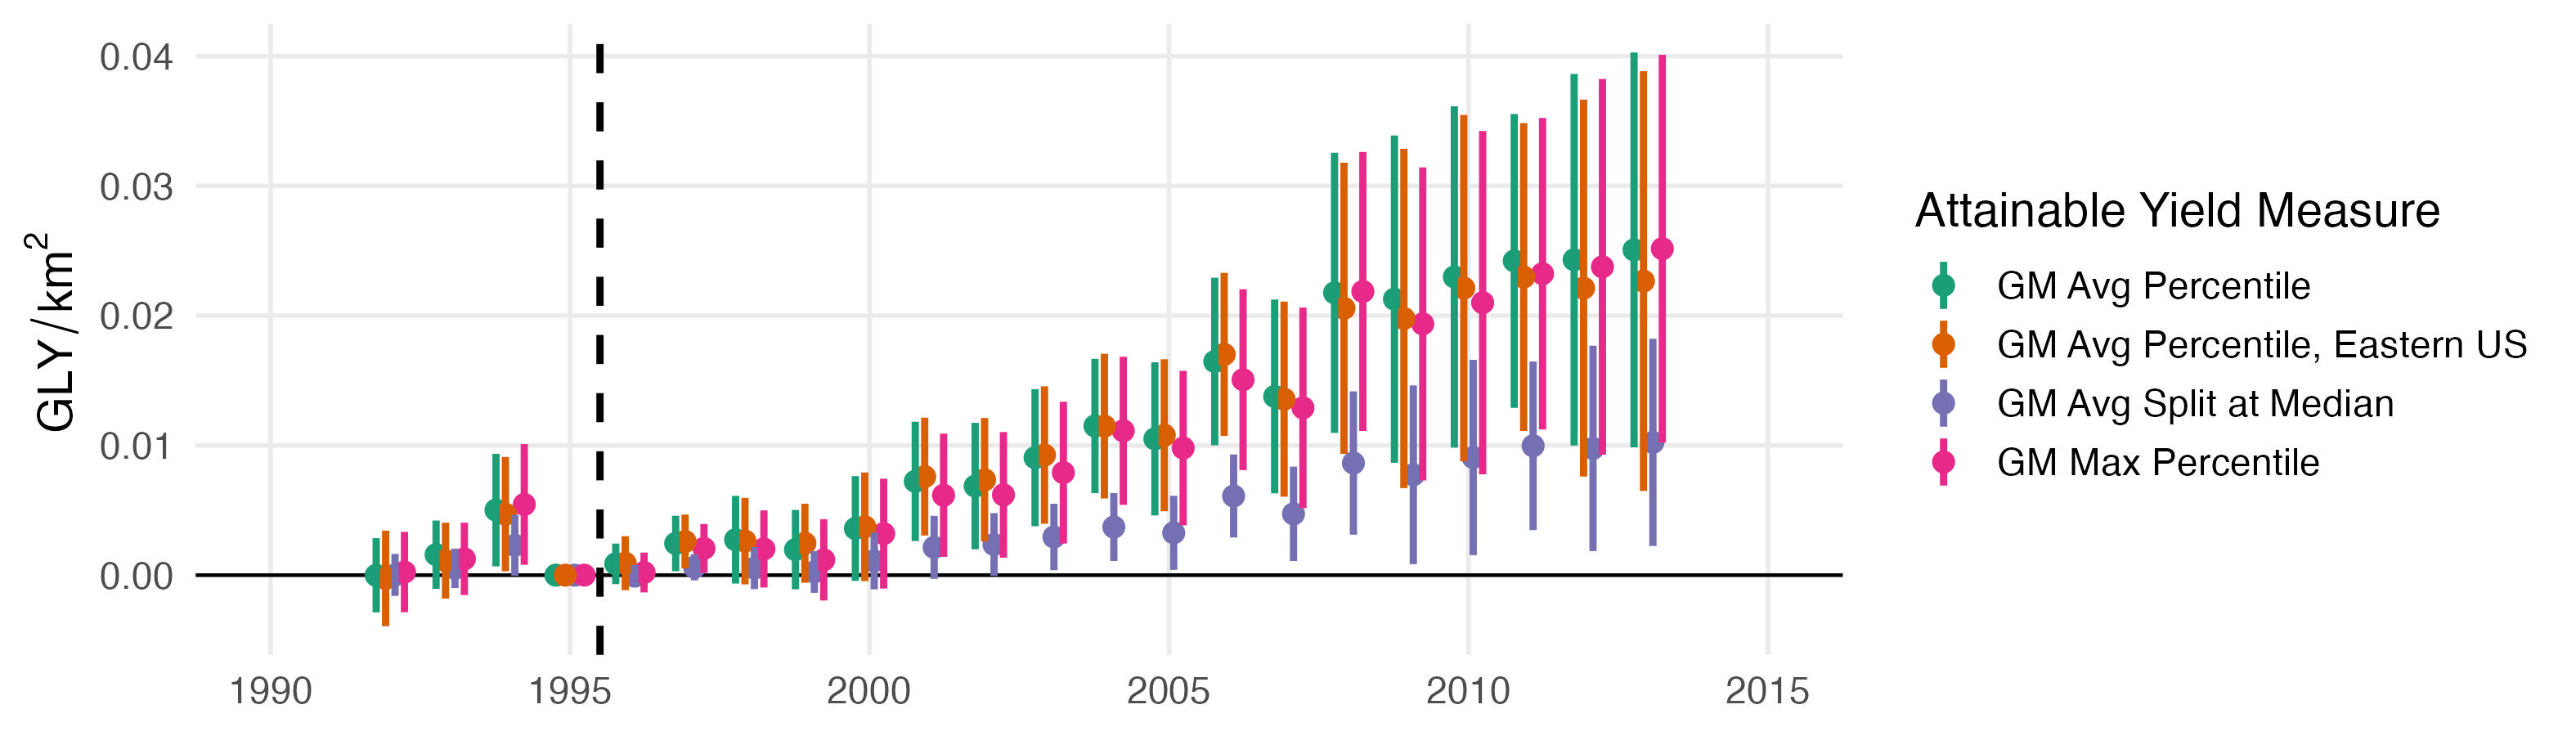 0.04
0.03
0.02
0.01
0.00
GLY/km²
1990 1995 2000 2005 2010 2015
Attainable Yield Measure
GM Avg Percentile
GM Avg Percentile, Eastern US
GM Avg Split at Median
GM Max Percentile